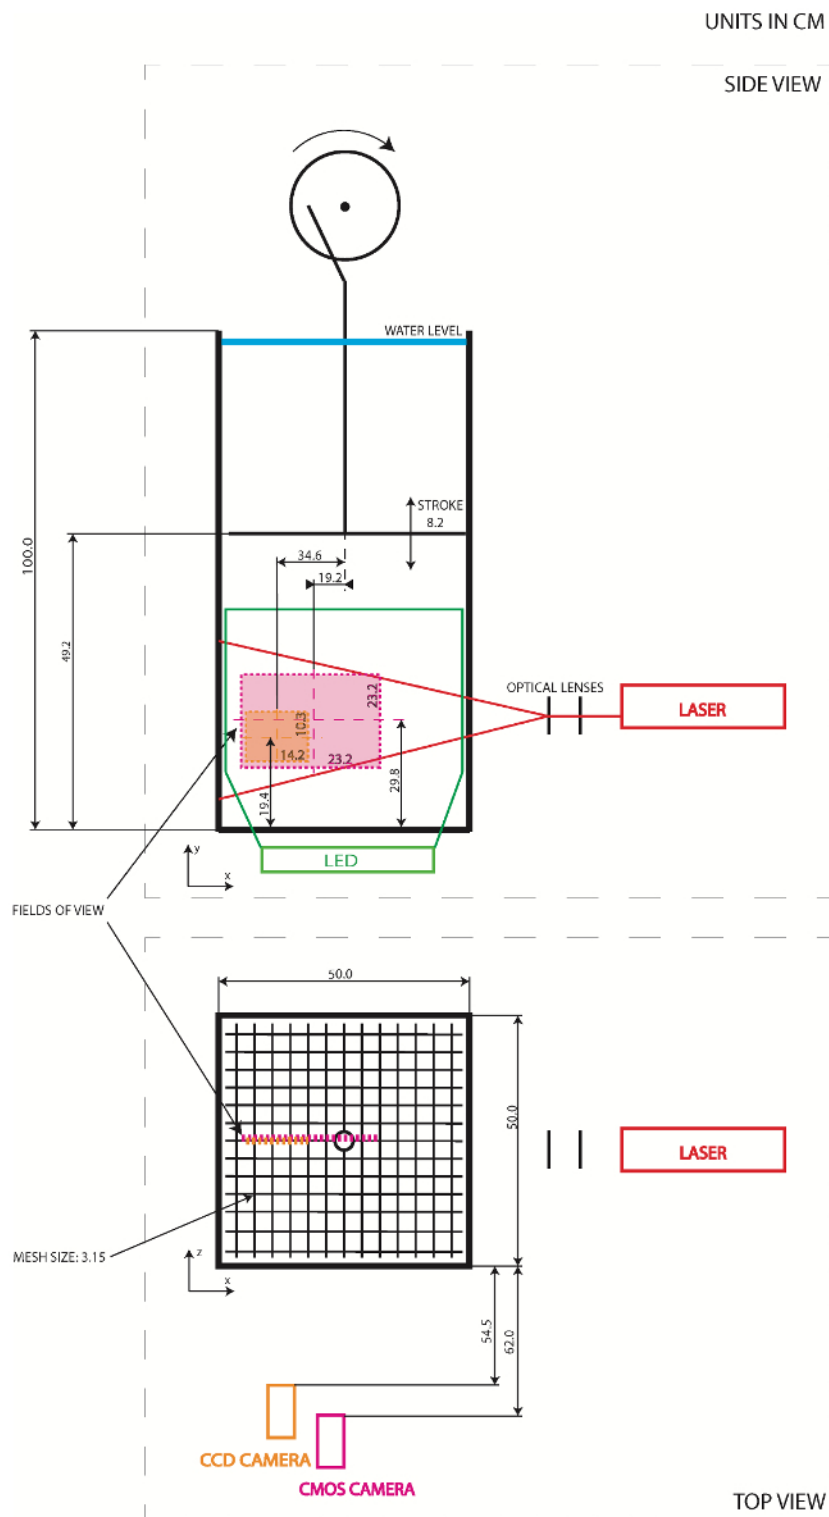 UNITS IN CM
SIDE VIEW
WATER LEVEL
STROKE
8.2
100.0
34.6
19.2
49.2
OPTICAL LENSES
LASER
23.2
10.3
14.2
23.2
29.8
19.4
y
x
LED
FIELDS OF VIEW
50.0
50.0
LASER
MESH SIZE: 3.15
z
x
54.5
62.0
CCD CAMERA
CMOS CAMERA
TOP VIEW